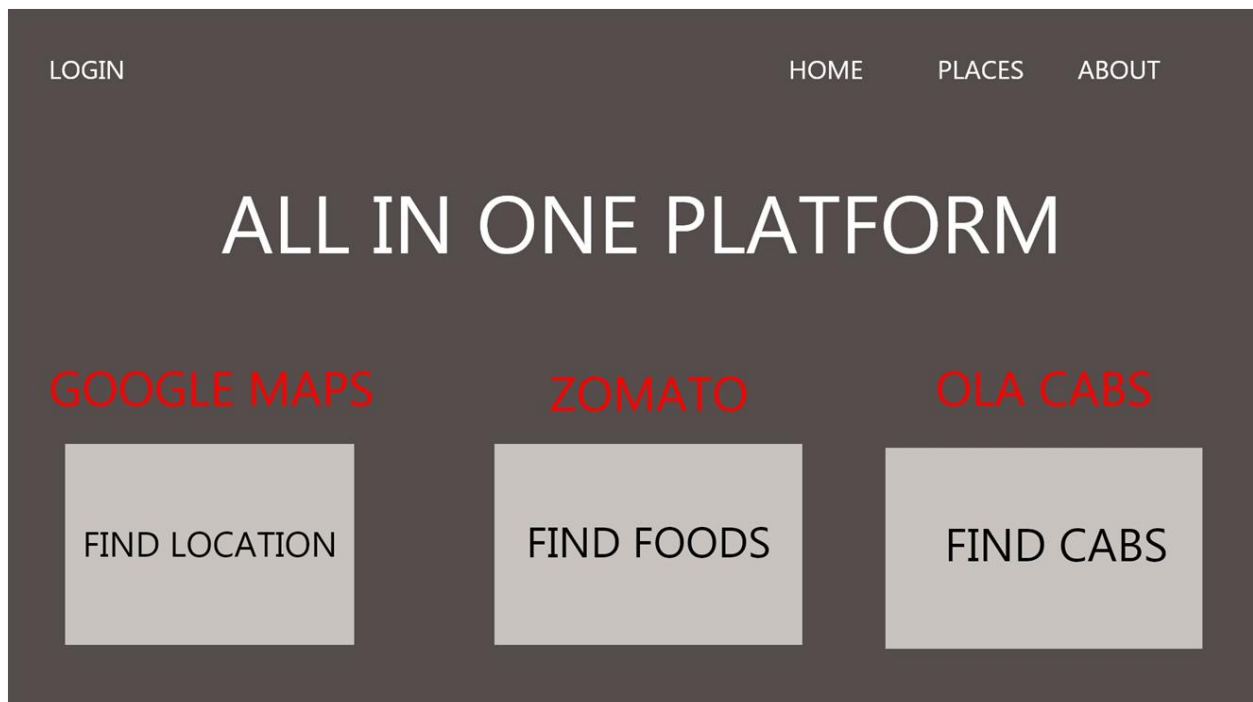 LOGIN HOME PLACES ABOUT
ALL IN ONE PLATFORM
GOOGLE MAPS ZOMATO OLA CABS
FIND LOCATION FIND FOODS FIND CABS